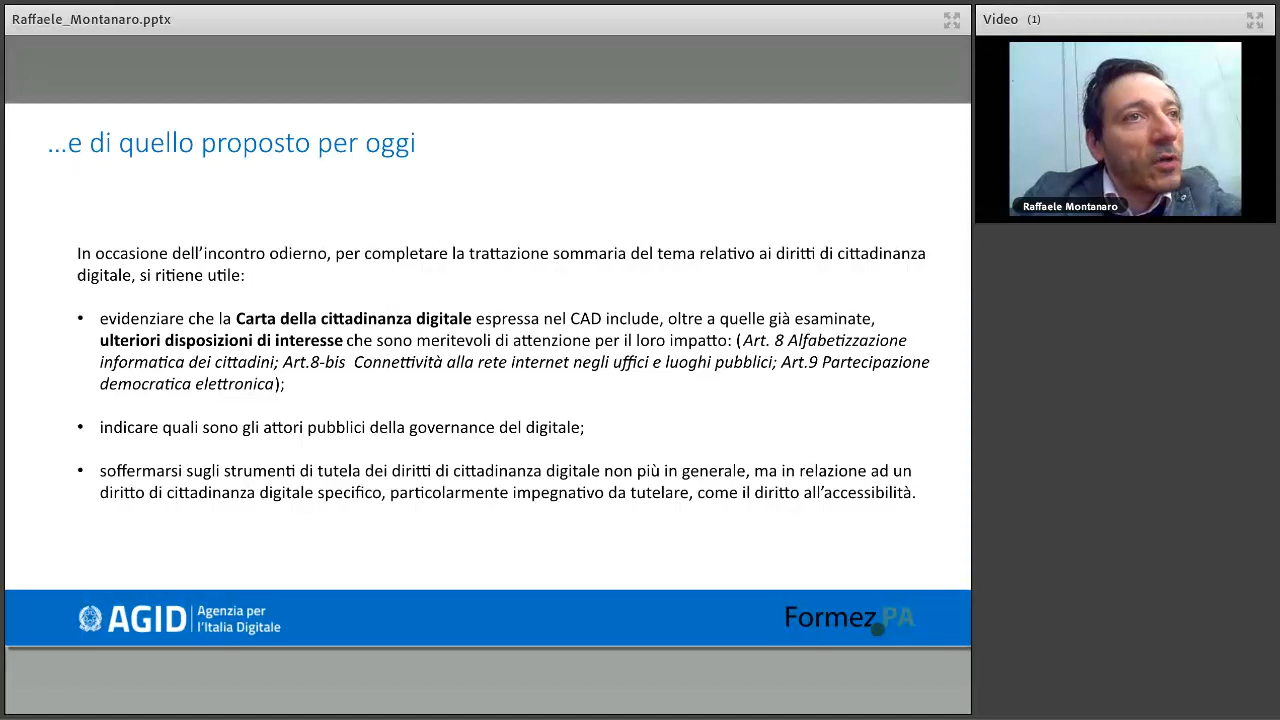 Raffaele_Montanaro.pptx
Video (1)
...e di quello proposto per oggi
In occasione dell'incontro odierno, per completare la trattazione sommaria del tema relativo ai diritti di cittadinanza
digitale, si ritiene utile:
• evidenziare che la Carta della cittadinanza digitale espressa nel CAD include, oltre a quelle già esaminate,
ulteriori disposizioni di interesse che sono meritevoli di attenzione per il loro impatto: (Art. 8 Alfabetizzazione
informatica dei cittadini; Art.8-bis Connettività alla rete internet negli uffici e luoghi pubblici; Art.9 Partecipazione
democratica elettronica);
• indicare quali sono gli attori pubblici della governance del digitale;
• soffermarsi sugli strumenti di tutela dei diritti di cittadinanza digitale non più in generale, ma in relazione ad un
diritto di cittadinanza digitale specifico, particolarmente impegnativo da tutelare, come il diritto all'accessibilità.
Raffaele Montanaro
AGID Agenzia per
l'Italia Digitale
Formez PA